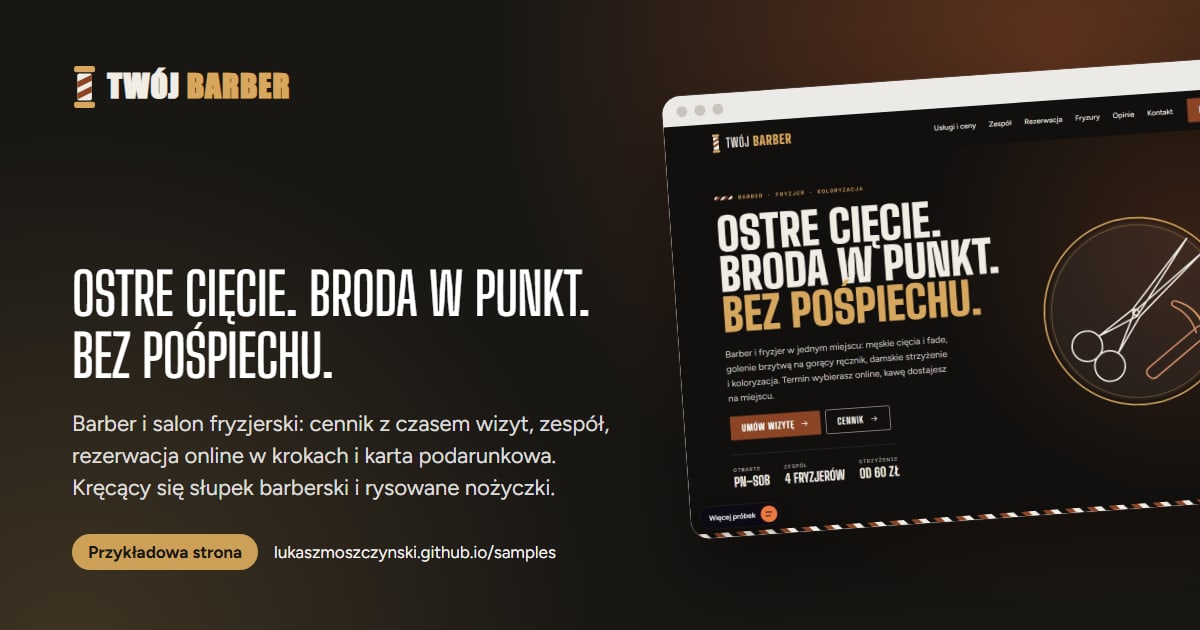 TWÓJ BARBER
OSTRE CIĘCIE. BRODA W PUNKT.
BEZ POŚPIECHU.
Barber i salon fryzjerski: cennik z czasem wizyt, zespół,
rezerwacja online w krokach i karta podarunkowa.
Kręcący się słupek barberski i rysowane nożyczki.
Przykładowa strona
lukaszmoszczynski.github.io/samples
TWÓJ BARBER
Usługi i ceny
Zespół
Rezerwacja
Fryzury
Opinie
Kontakt
BARBER · FRYZJER · KOLORYZACJA
OSTRE CIĘCIE.
BRODA W PUNKT.
BEZ POŚPIECHU.
Barber i fryzjer w jednym miejscu: męskie cięcia i fade,
golenie brzytwą na gorący ręcznik, damskie strzyżenie
i koloryzacja. Termin wybierasz online, kawę dostajesz
na miejscu.
UMÓW WIZYTĘ →
CENNIK →
OTWARTE
PN–SOB
ZESPÓŁ
4 FRYZJERÓW
STRZYŻENIE
OD 60 ZŁ
Więcej próbek